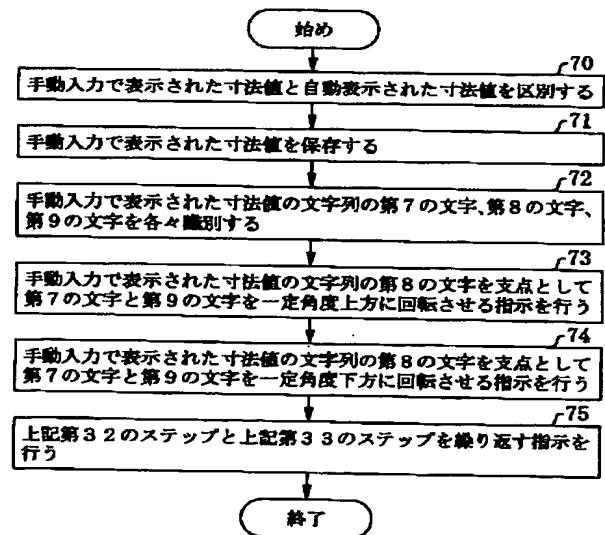 始め
70
手動入力で表示された寸法値と自動表示された寸法値を区別する
71
手動入力で表示された寸法値を保存する
72
手動入力で表示された寸法値の文字列の第7の文字、第8の文字、
第9の文字を各々識別する
73
手動入力で表示された寸法値の文字列の第8の文字を支点として
第7の文字と第9の文字を一定角度上方に回転させる指示を行う
74
手動入力で表示された寸法値の文字列の第8の文字を支点として
第7の文字と第9の文字を一定角度下方に回転させる指示を行う
75
上記第32のステップと上記第33のステップを繰り返す指示を
行う
終了